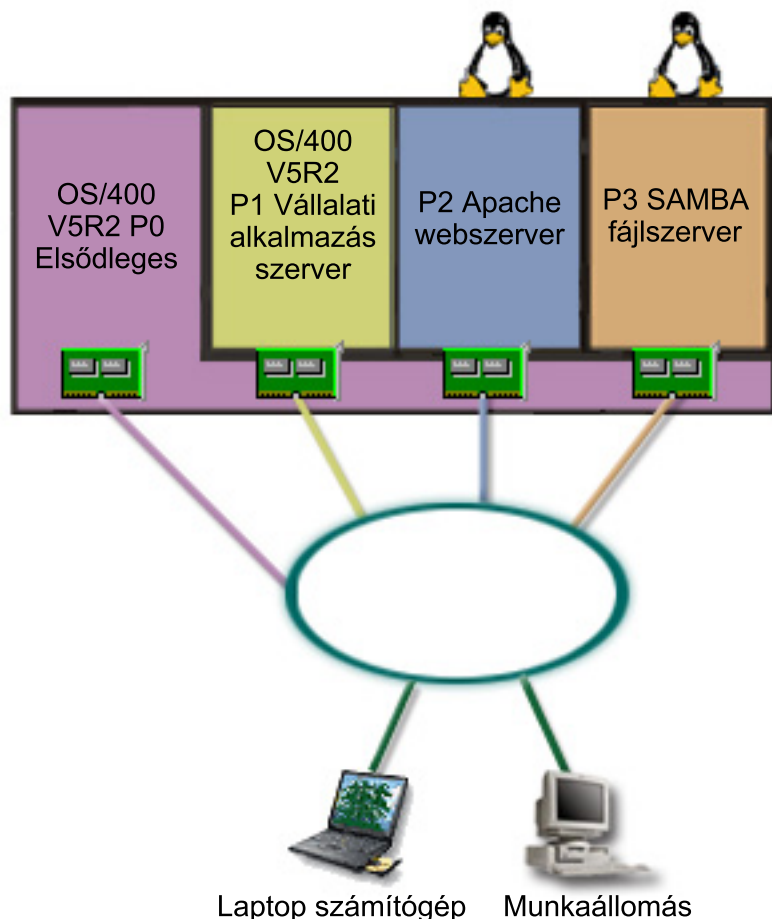 OS/400
V5R2 P0
Elsődleges
OS/400
V5R2
P1 Vállalati
alkalmazás
szerver
P2 Apache
webszerver
P3 SAMBA
fájlszerver
Laptop számítógép
Munkaállomás